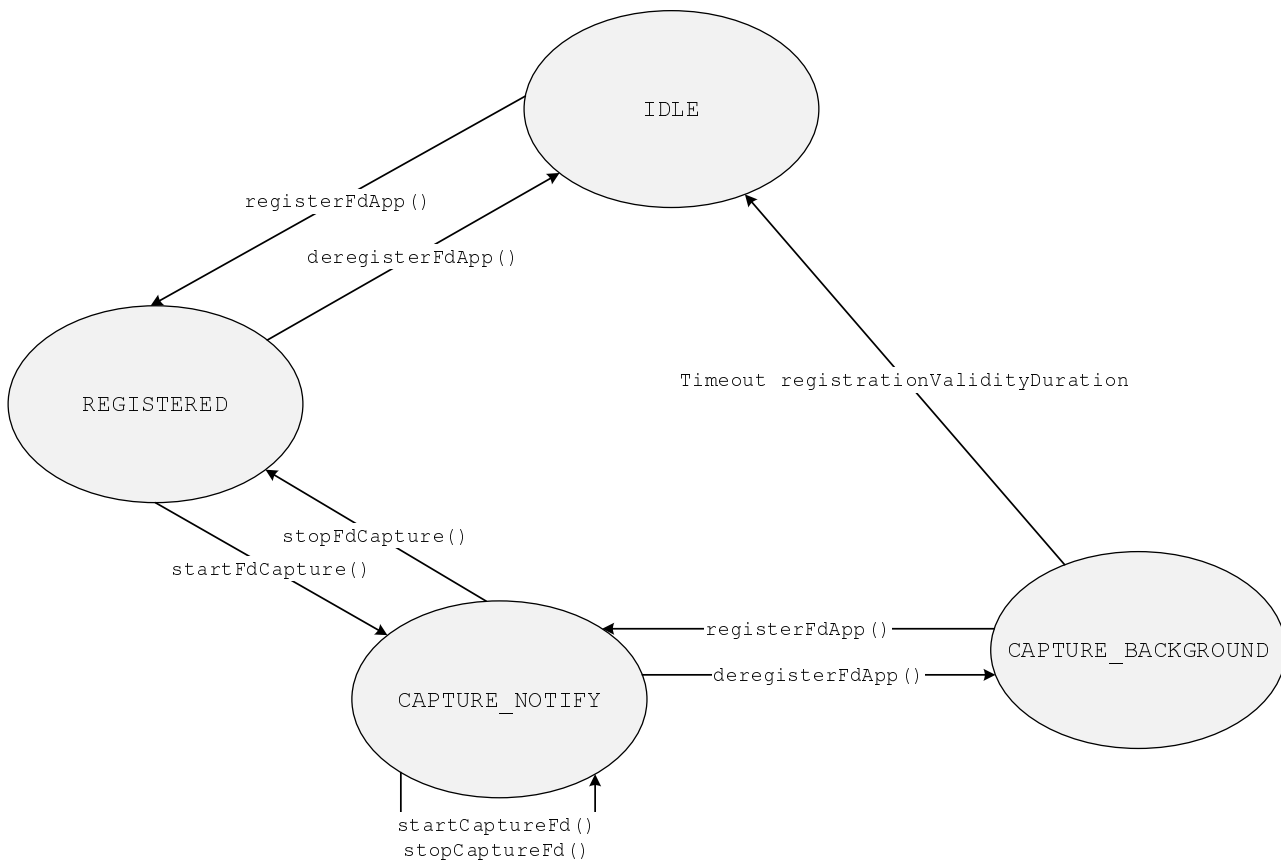 IDLE
registerFdApp()
deregisterFdApp()
Timeout registrationValidityDuration
REGISTERED
stopFdCapture()
startFdCapture()
registerFdApp()
CAPTURE_BACKGROUND
deregisterFdApp()
CAPTURE_NOTIFY
startCaptureFd()
stopCaptureFd()